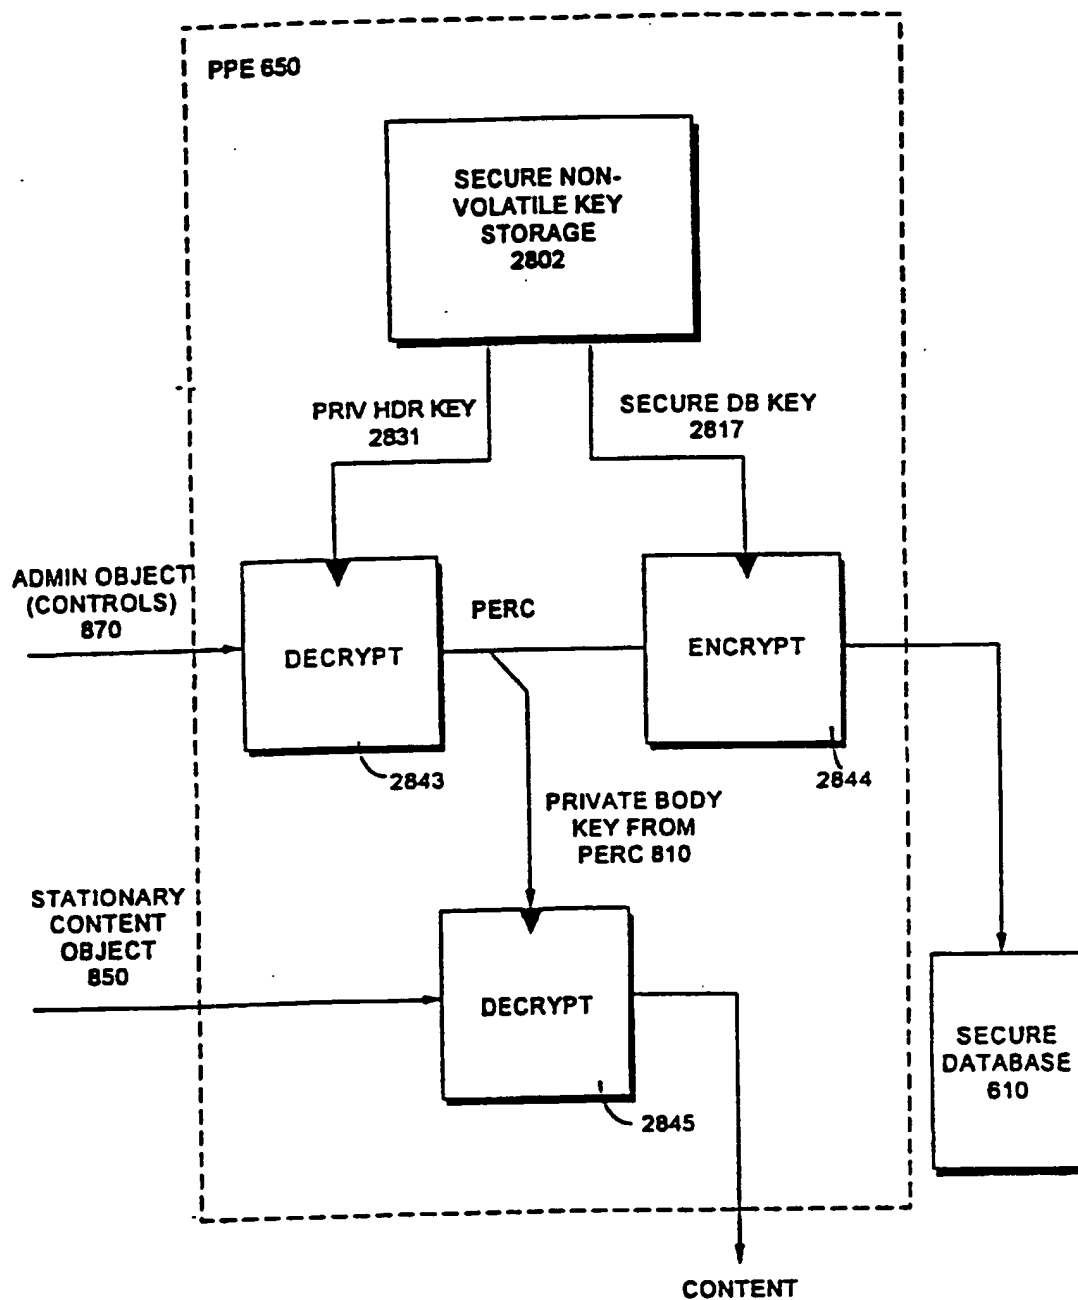 PPE 650
SECURE NON-
VOLATILE KEY
STORAGE
2802
PRIV HDR KEY
2831
SECURE DB KEY
2817
ADMIN OBJECT
(CONTROLS)
870
DECRYPT
PERC
ENCRYPT
2843
2844
PRIVATE BODY
KEY FROM
PERC 810
STATIONARY
CONTENT
OBJECT
850
DECRYPT
2845
SECURE
DATABASE
610
CONTENT